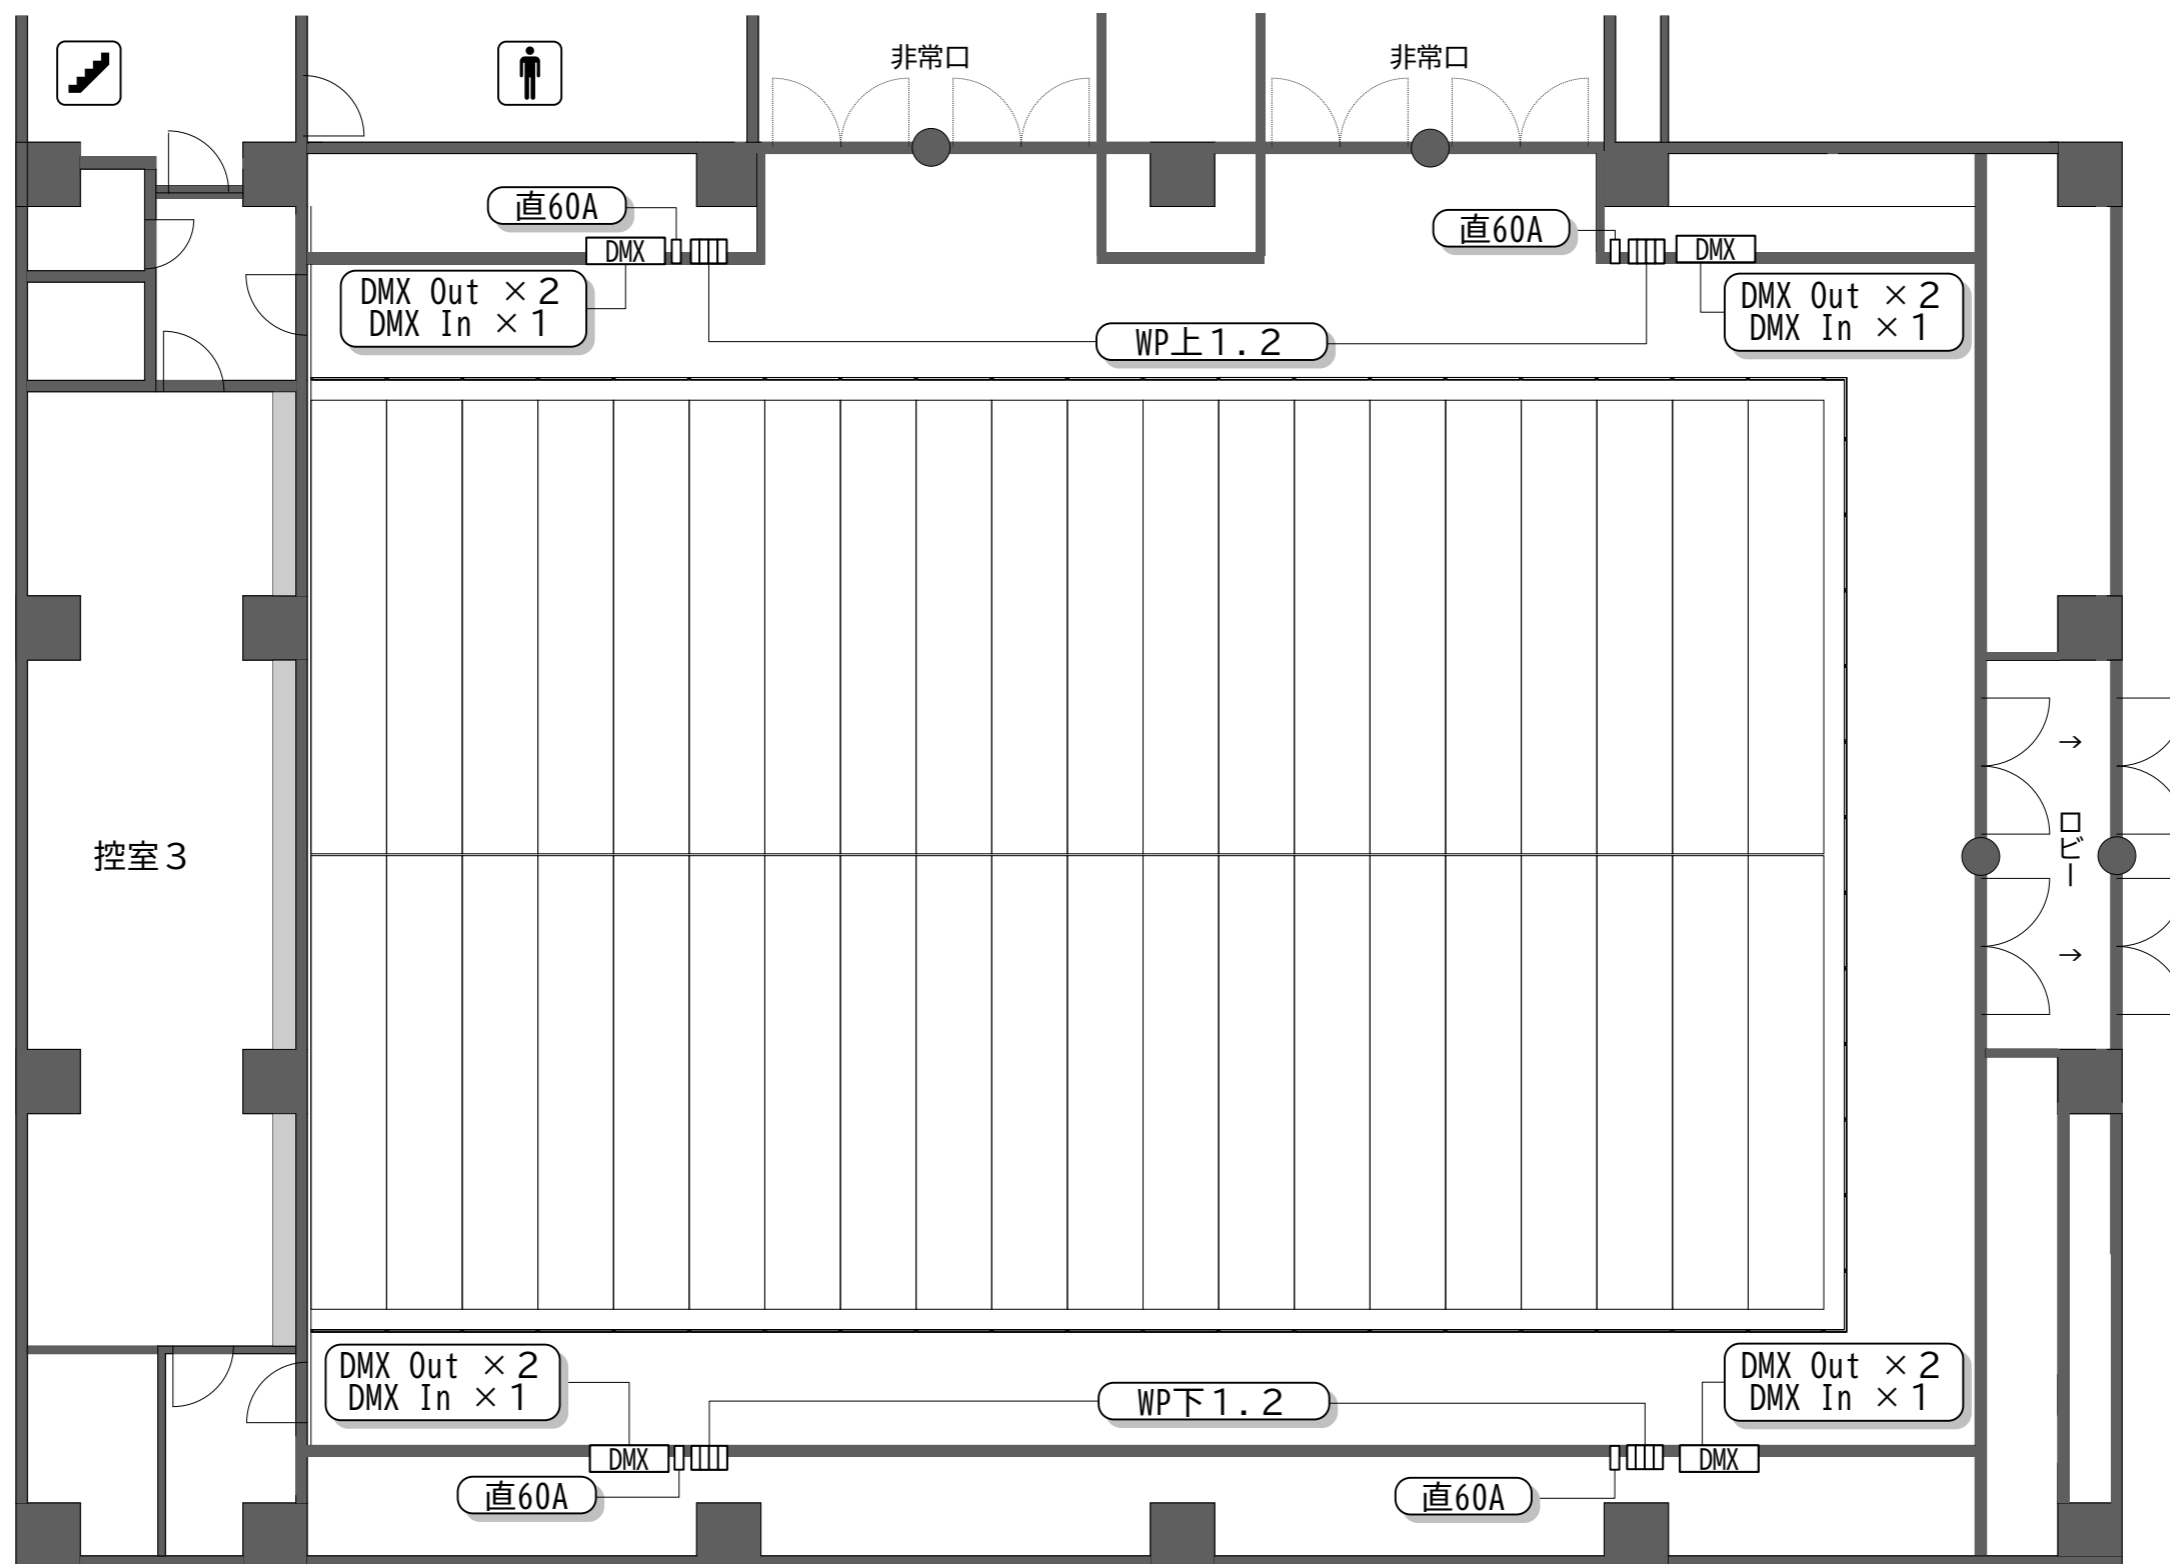 非常口
非常口
直60A
直60A
DMX
DMX
DMX Out ×２
DMX In ×１
DMX Out ×２
DMX In ×１
WP上１.２
控室３
→
ロビー
→
DMX Out ×２
DMX In ×１
WP下１.２
DMX Out ×２
DMX In ×１
DMX
DMX
直60A
直60A